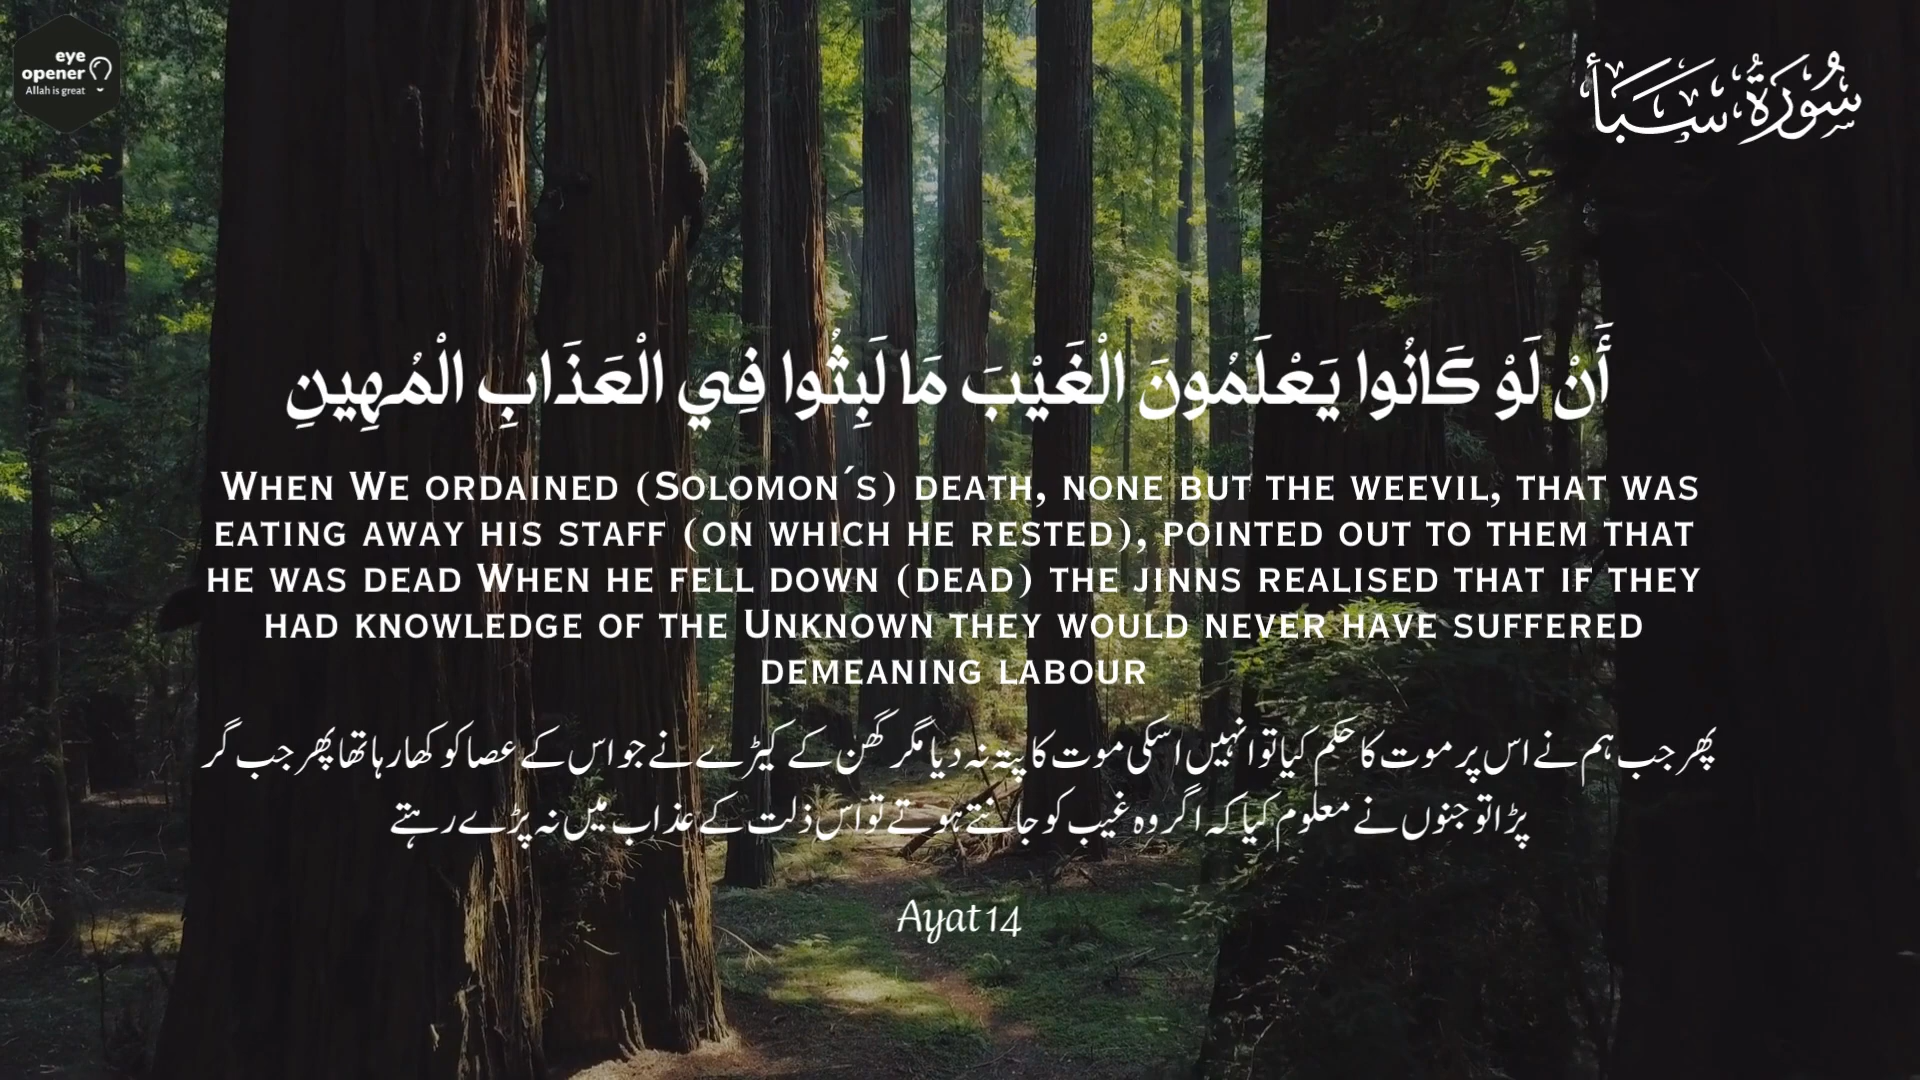 eye
opener
Allah is great
سُورَةُ سَبَأ
أَنْ لَوْ كَانُوا يَعْلَمُونَ الْغَيْبَ مَا لَبِثُوا فِي الْعَذَابِ الْمُهِينِ
When We ordained (Solomon´s) death, none but the weevil, that was
eating away his staff (on which he rested), pointed out to them that
he was dead When he fell down (dead) the jinns realised that if they
had knowledge of the Unknown they would never have suffered
demeaning labour
پھر جب ہم نے اس پر موت کا حکم کیا تو انہیں اسکی موت کا پتہ نہ دیا مگر گھن کے کیڑے نے جو اس کے عصا کو کھا رہا تھا پھر جب گر
پڑا تو جنوں نے معلوم کیا کہ اگر وہ غیب کو جانتے ہوتے تو اس ذلت کے عذاب میں نہ پڑے رہتے
Ayat 14